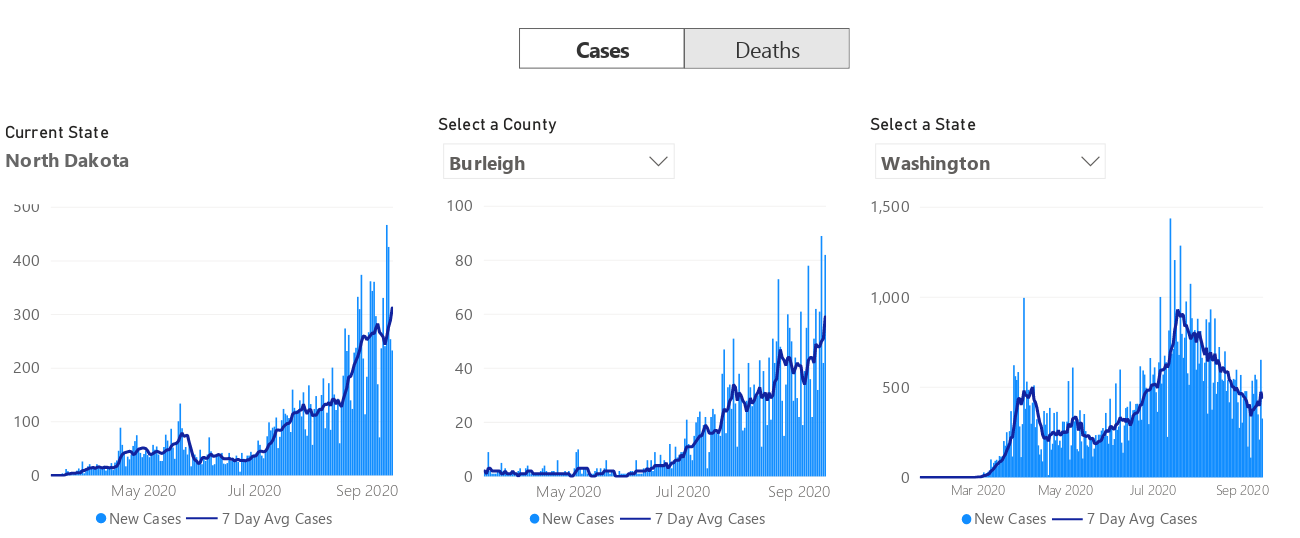 Cases Deaths
Current State
North Dakota
500
400
300
200
100
0
May 2020 Jul 2020 Sep 2020
New Cases 7 Day Avg Cases
Select a County
Burleigh
100
80
60
40
20
0
May 2020 Jul 2020 Sep 2020
New Cases 7 Day Avg Cases
Select a State
Washington
1,500
1,000
500
0
Mar 2020 May 2020 Jul 2020 Sep 2020
New Cases 7 Day Avg Cases